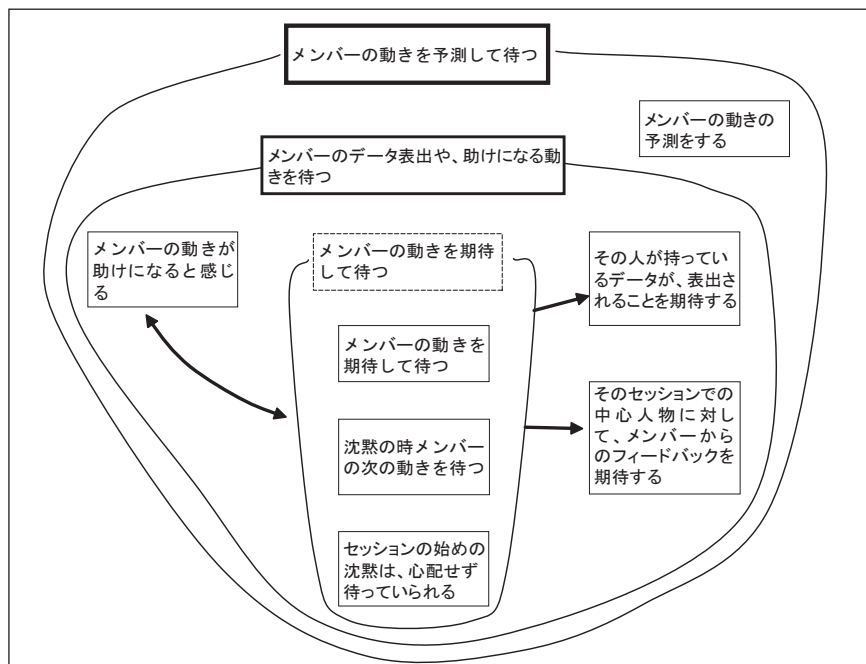 メンバーの動きを予測して待つ
メンバーの動きの
予測をする
メンバーのデータ表出や、助けになる動
きを待つ
メンバーの動きが
助けになると感じ
る
メンバーの動きを期待
して待つ
その人が持ってい
るデータが、表出さ
れることを期待する
メンバーの動きを
期待して待つ
そのセッションでの
中心人物に対し
て、メンバーから
のフィードバックを
期待する
沈黙の時メンバー
の次の動きを待つ
セッションの始めの
沈黙は、心配せず
待っていられる